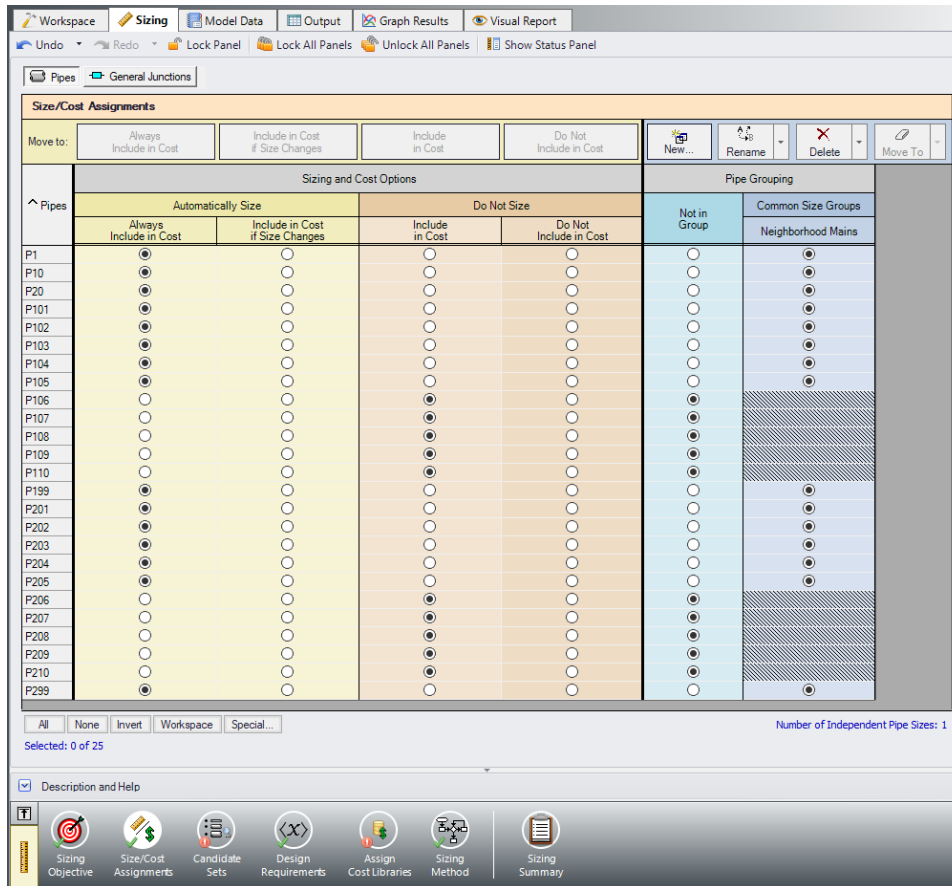 Workspace Sizing Model Data Output Graph Results Visual Report
Undo Redo Lock Panel Lock All Panels Unlock All Panels Show Status Panel
Pipes General Junctions
Size/Cost Assignments
Move to: Always Include in Cost Include in Cost if Size Changes Include in Cost Do Not Include in Cost New... Rename Delete Move To
Sizing and Cost Options Pipe Grouping
^ Pipes Automatically Size Do Not Size Not in Group Common Size Groups
Always Include in Cost Include in Cost if Size Changes Include in Cost Do Not Include in Cost Neighborhood Mains
P1
P10
P20
P101
P102
P103
P104
P105
P106
P107
P108
P109
P110
P199
P201
P202
P203
P204
P205
P206
P207
P208
P209
P210
P299
All None Invert Workspace Special... Number of Independent Pipe Sizes: 1
Selected: 0 of 25
Description and Help
Sizing Objective Size/Cost Assignments Candidate Sets Design Requirements Assign Cost Libraries Sizing Method Sizing Summary